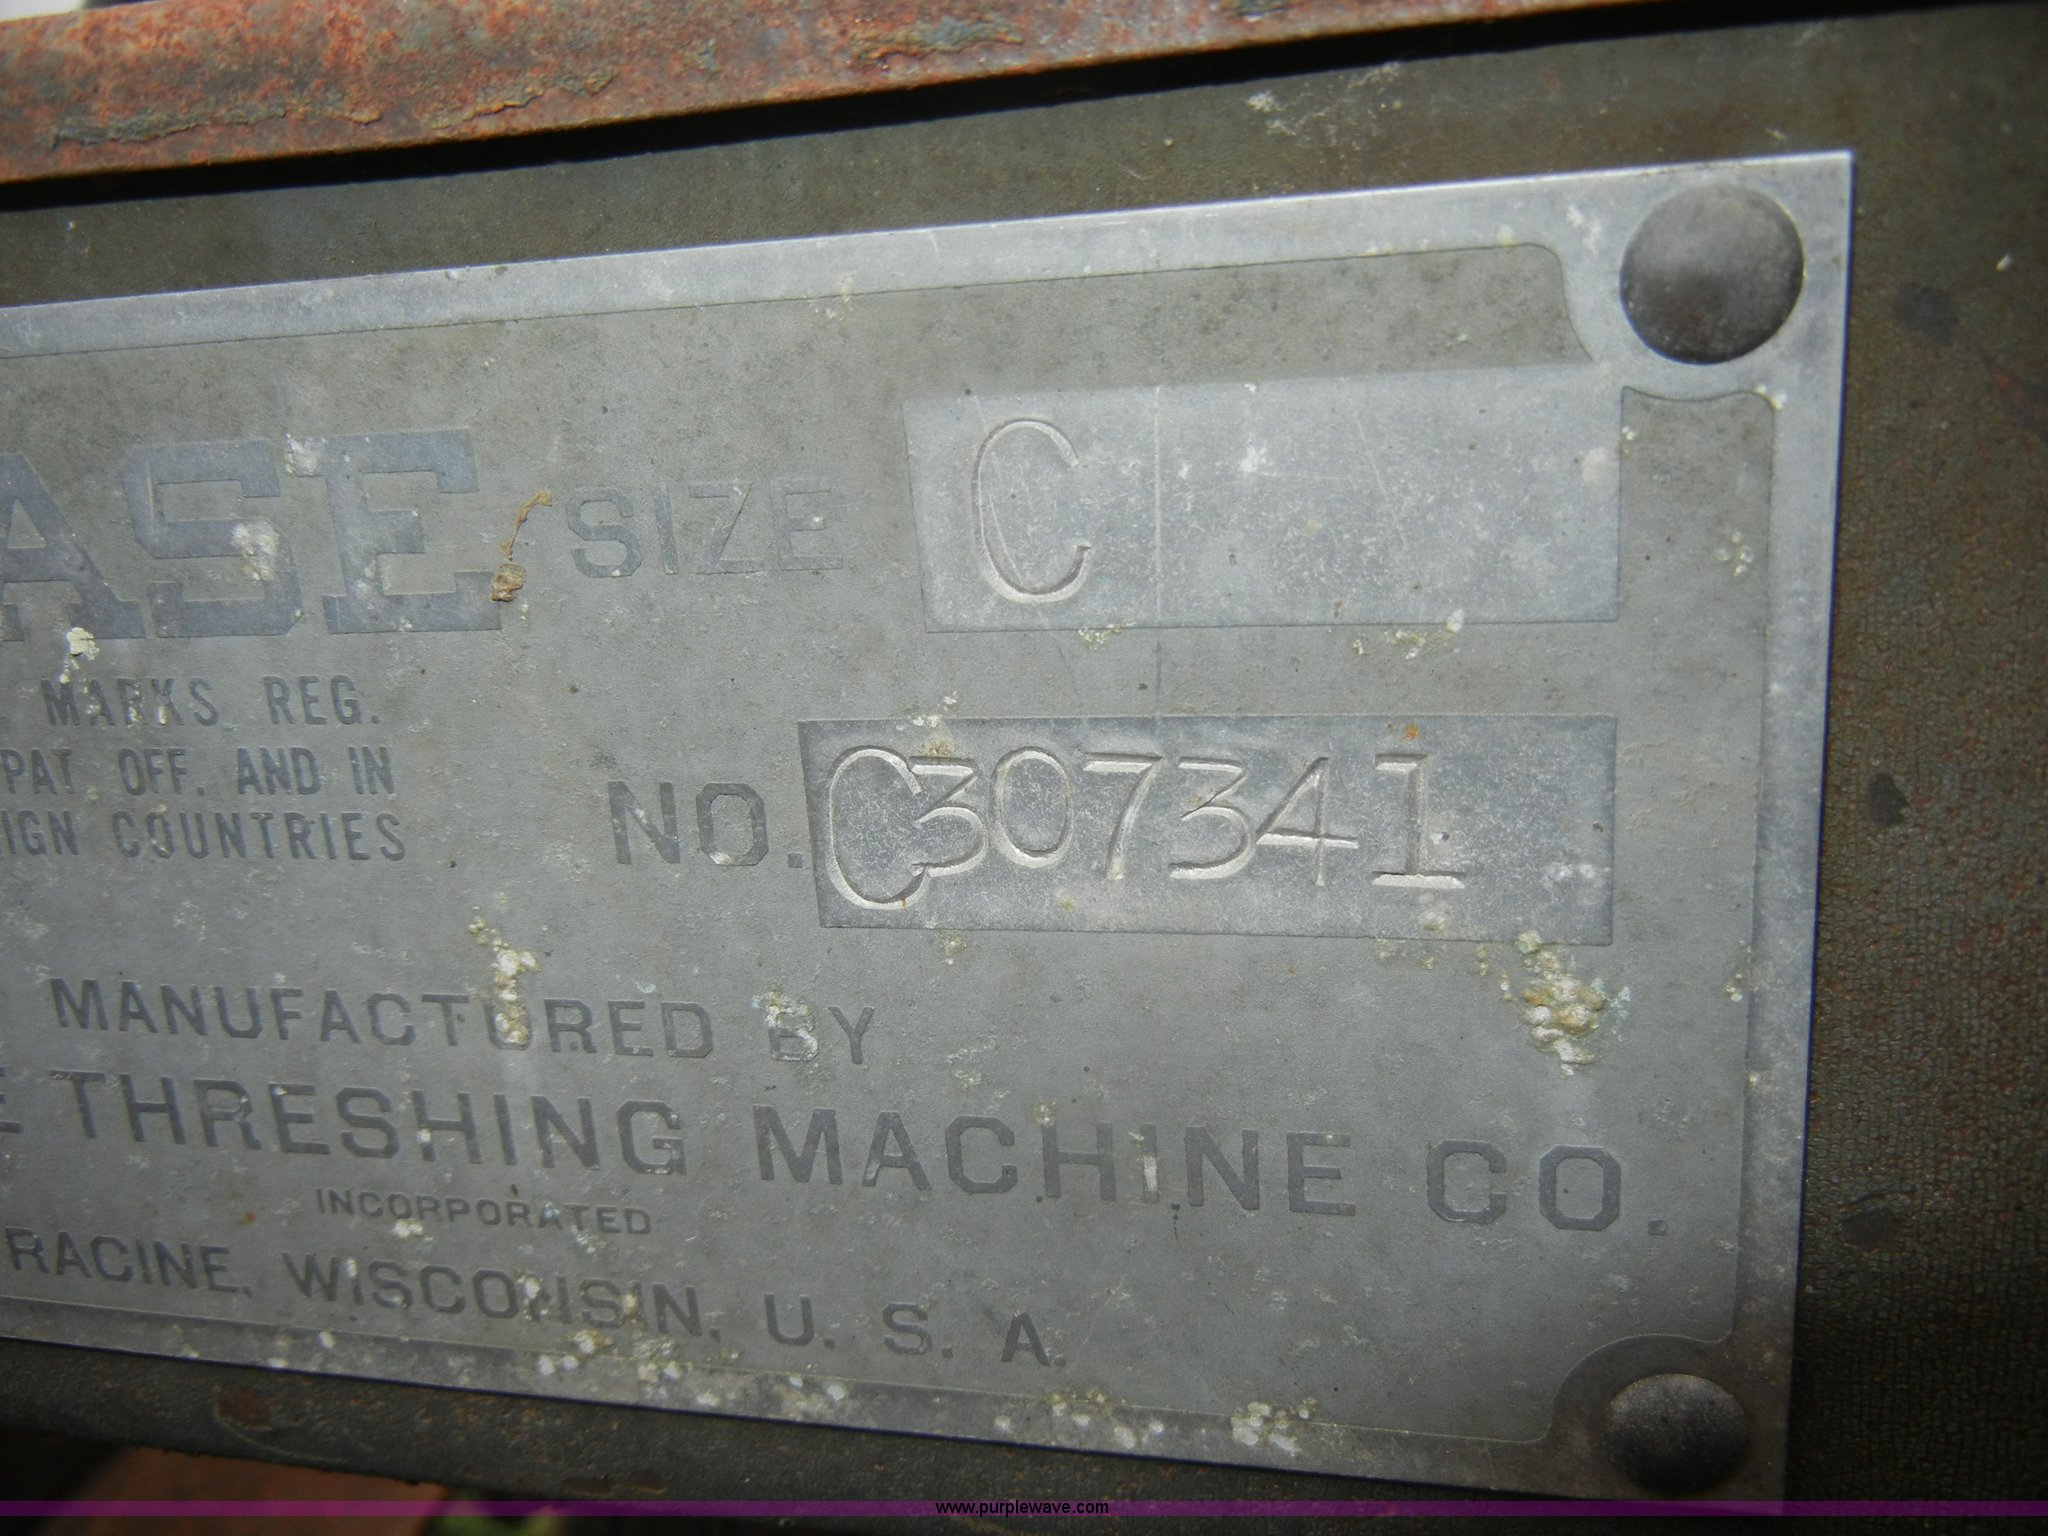 ASE SIZE C
MARKS REG.
PAT OFF. AND IN
IGN COUNTRIES
NO. C307341
MANUFACTURED BY
E THRESHING MACHINE CO.
INCORPORATED
RACINE, WISCONSIN, U. S. A.
www.purplewave.com